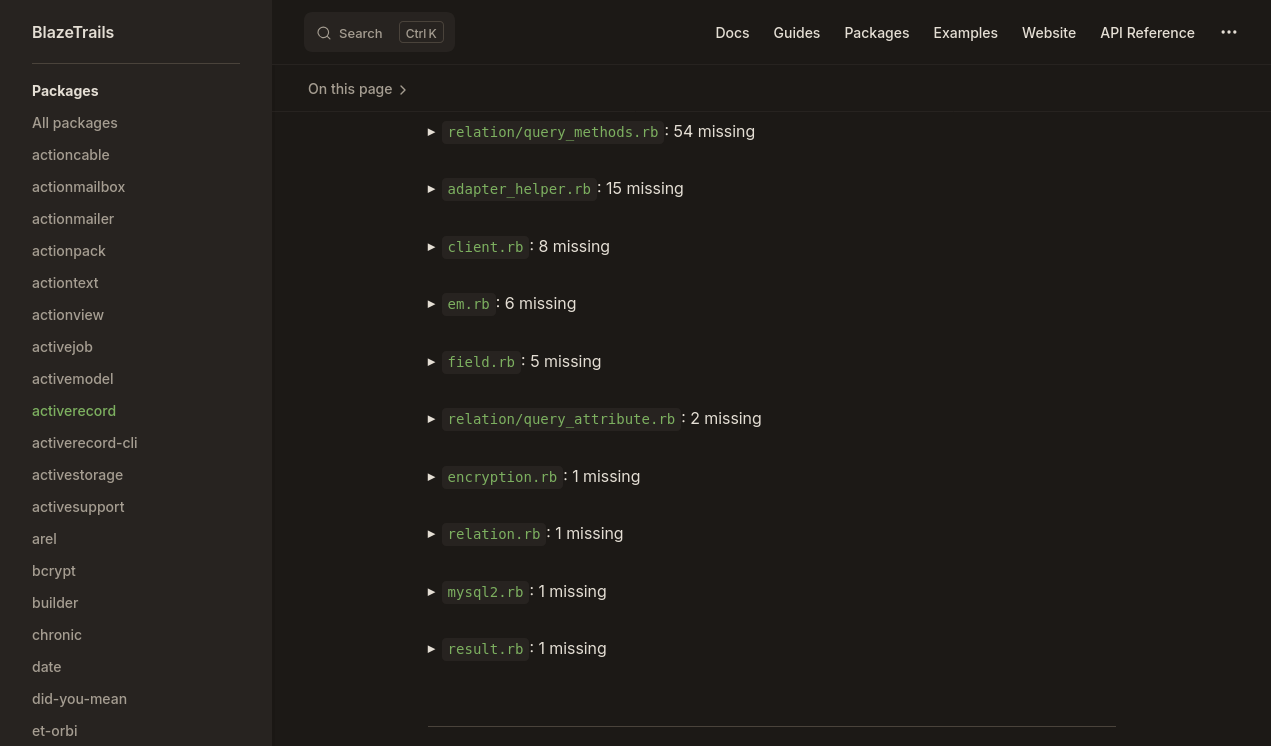 BlazeTrails
Search
Ctrl K
Docs
Guides
Packages
Examples
Website
API Reference
Packages
All packages
actioncable
actionmailbox
actionmailer
actionpack
actiontext
actionview
activejob
activemodel
activerecord
activerecord-cli
activestorage
activesupport
arel
bcrypt
builder
chronic
date
did-you-mean
et-orbi
On this page
relation/query_methods.rb: 54 missing
adapter_helper.rb: 15 missing
client.rb: 8 missing
em.rb: 6 missing
field.rb: 5 missing
relation/query_attribute.rb: 2 missing
encryption.rb: 1 missing
relation.rb: 1 missing
mysql2.rb: 1 missing
result.rb: 1 missing